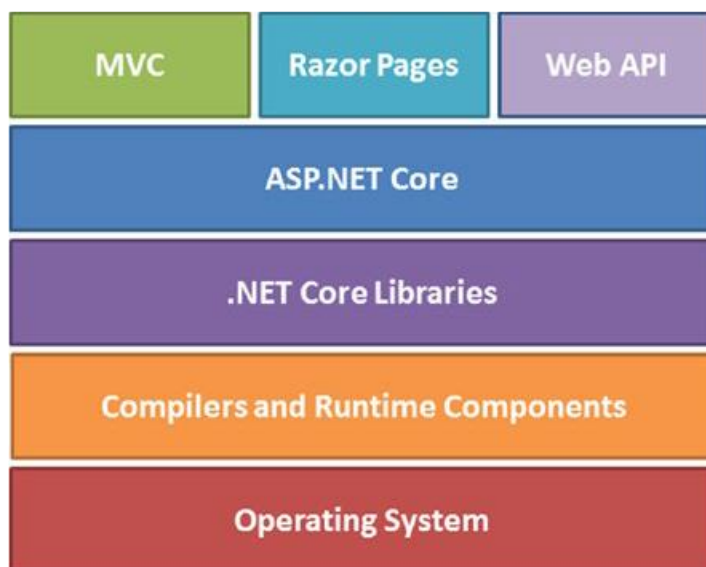 MVC
Razor Pages
Web API
ASP.NET Core
.NET Core Libraries
Compilers and Runtime Components
Operating System